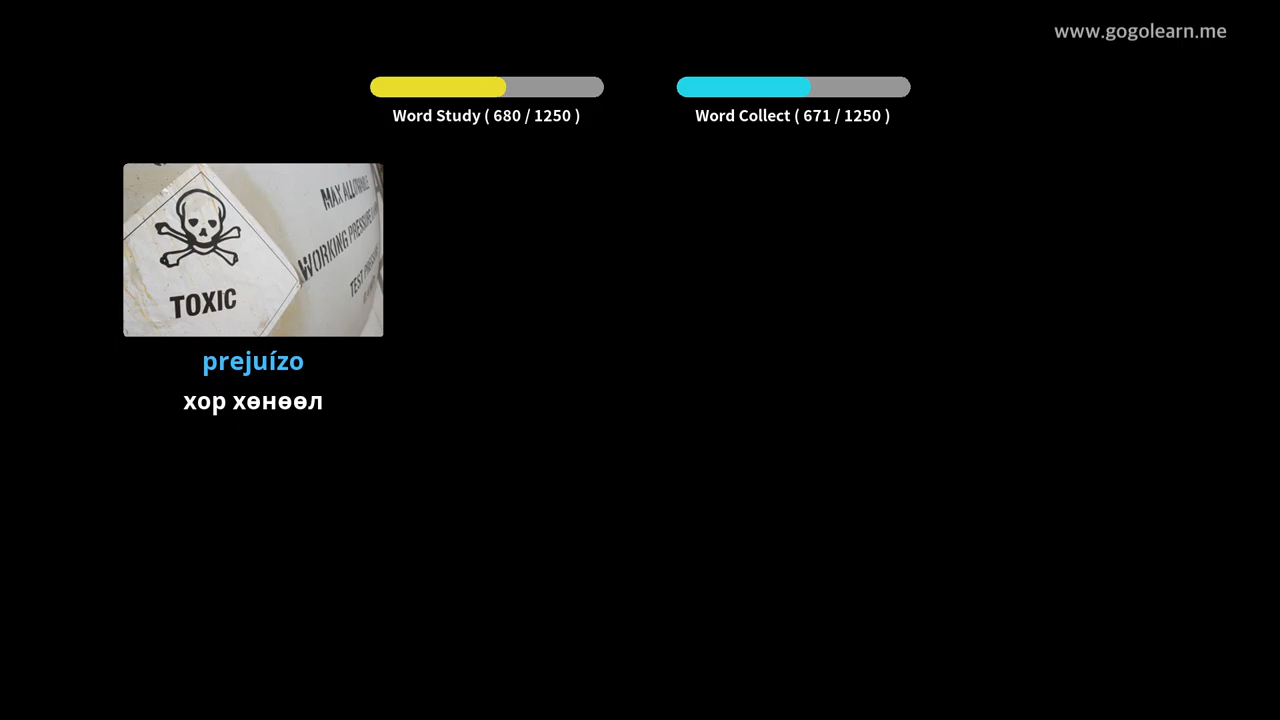 www.gogolearn.me
Word Study ( 680 / 1250 )
Word Collect ( 671 / 1250 )
MAX ALLOWABLE
WORKING PRESSURE
TEST
TOXIC
prejuízo
хор хөнөөл